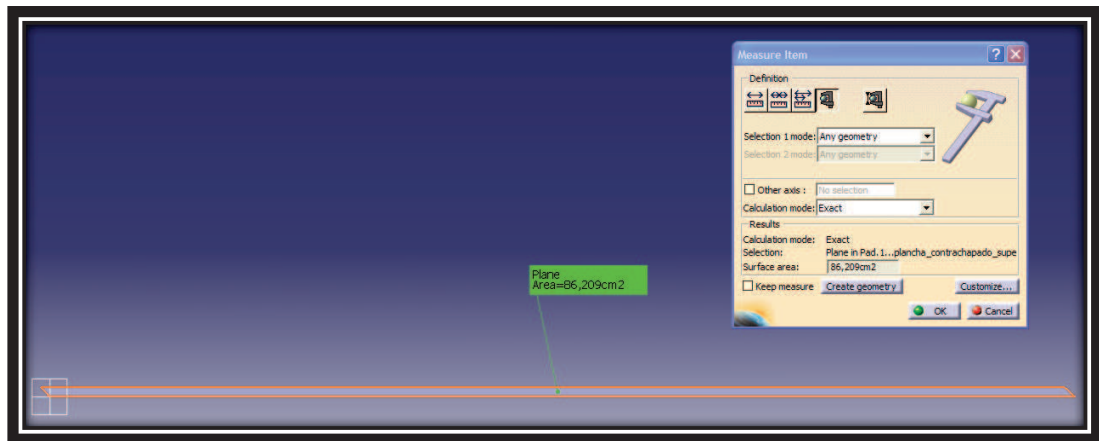 Measure Item
Definition
Selection 1 mode: Any geometry
Selection 2 mode: Any geometry
Other axis : No selection
Calculation mode: Exact
Results
Calculation mode: Exact
Selection: Plane in Pad.1...plancha_contrachapado_supe
Surface area: 86,209cm2
Keep measure Create geometry Customize...
OK Cancel
Plane
Area=86,209cm2